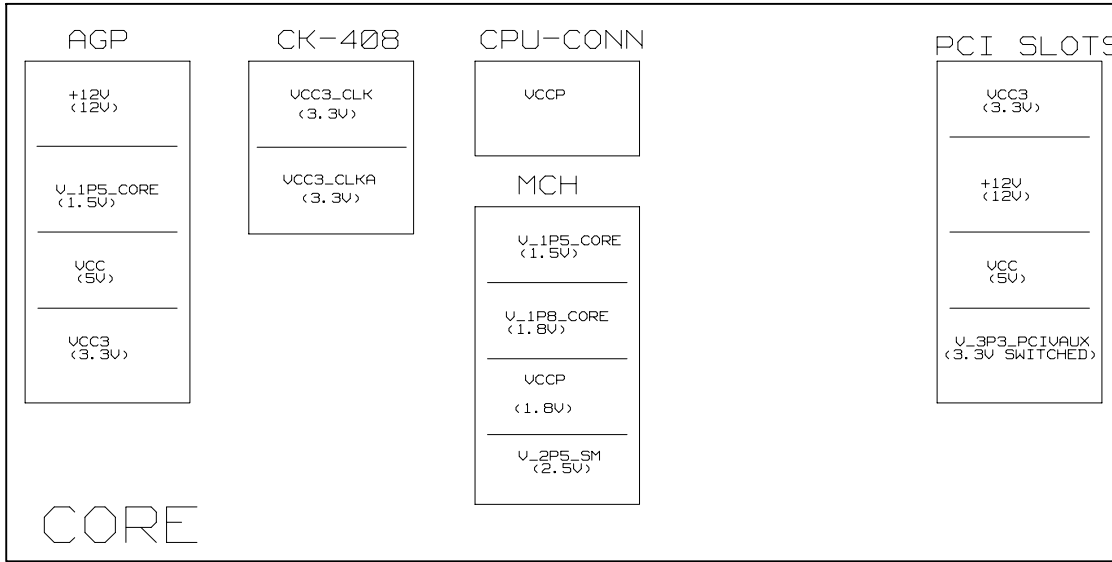 AGP
+12V
(12V)
V_1P5_CORE
(1.5V)
VCC
(5V)
VCC3
(3.3V)
CK-408
VCC3_CLK
(3.3V)
VCC3_CLKA
(3.3V)
CPU-CONN
VCCP
MCH
V_1P5_CORE
(1.5V)
V_1P8_CORE
(1.8V)
VCCP
(1.8V)
V_2P5_SM
(2.5V)
PCI SLOTS
VCC3
(3.3V)
+12V
(12V)
VCC
(5V)
V_3P3_PCIVAUX
(3.3V SWITCHED)
CORE